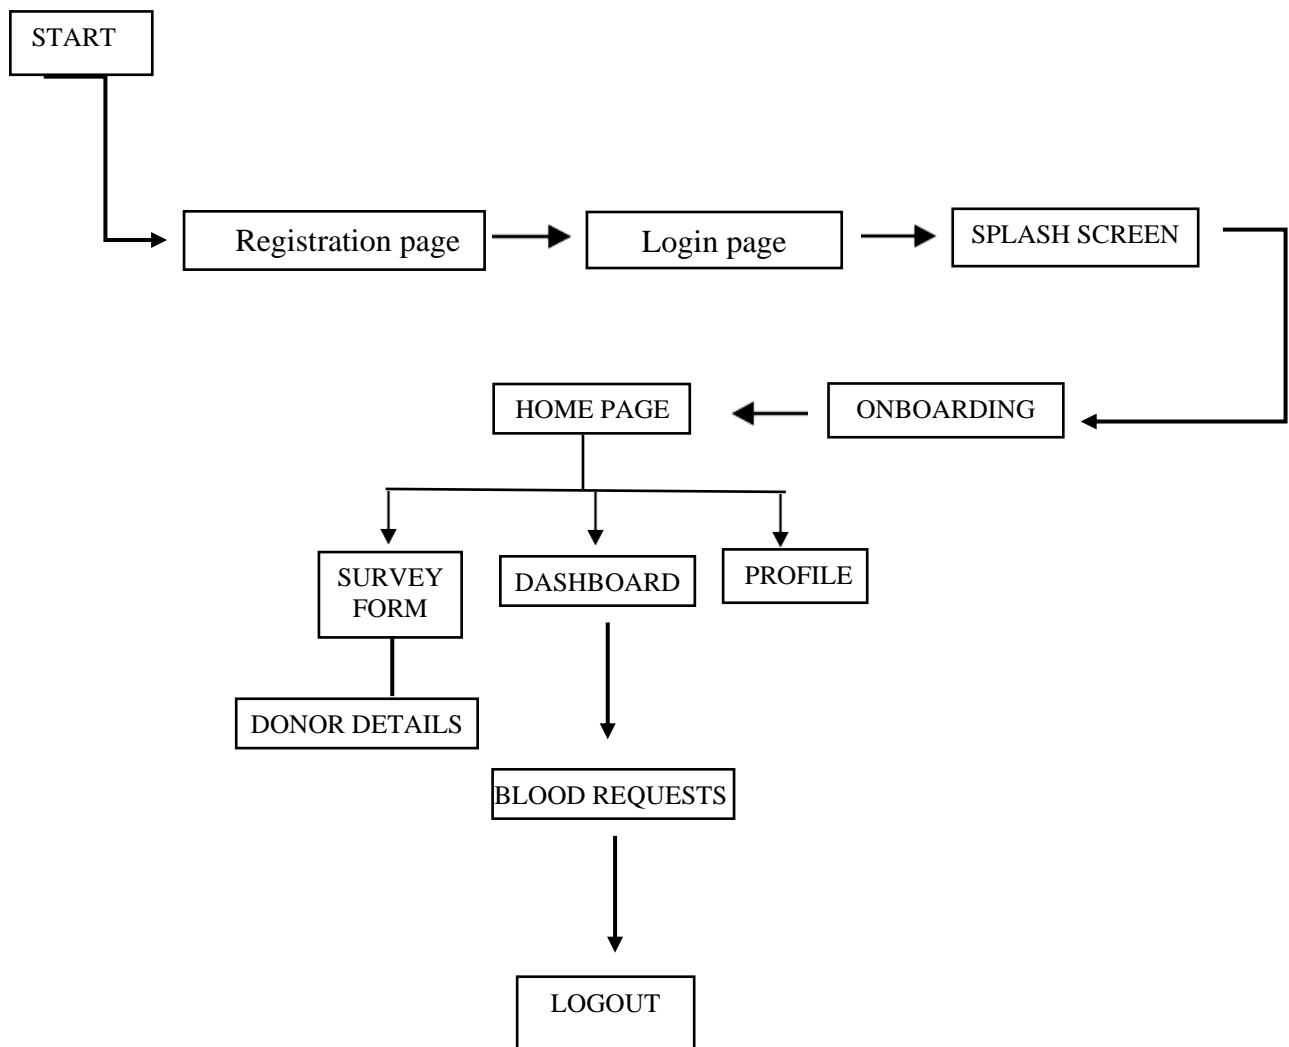 START
Registration page
Login page
SPLASH SCREEN
HOME PAGE
ONBOARDING
SURVEY
FORM
DASHBOARD
PROFILE
DONOR DETAILS
BLOOD REQUESTS
LOGOUT